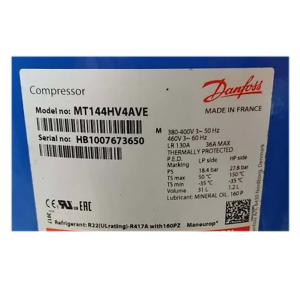 Compressor
Danfoss
MADE IN FRANCE
Model no: MT144HV4AVE
Serial no: HB1007673650
M 380-400V 3~ 50 Hz
460V 3~ 60 Hz
LR 130A 36A MAX
THERMALLY PROTECTED
P.E.D. LP side HP side
Marking
PS 18.4 bar 27.8 bar
TS max 50 °C 150 °C
TS min -35 °C -35 °C
Volume 31 L 1.2 L
Lubricant: MINERAL OIL 160 P
CE EAC
Refrigerant: R22(ULrating)-R417A with160PZ Maneurop®